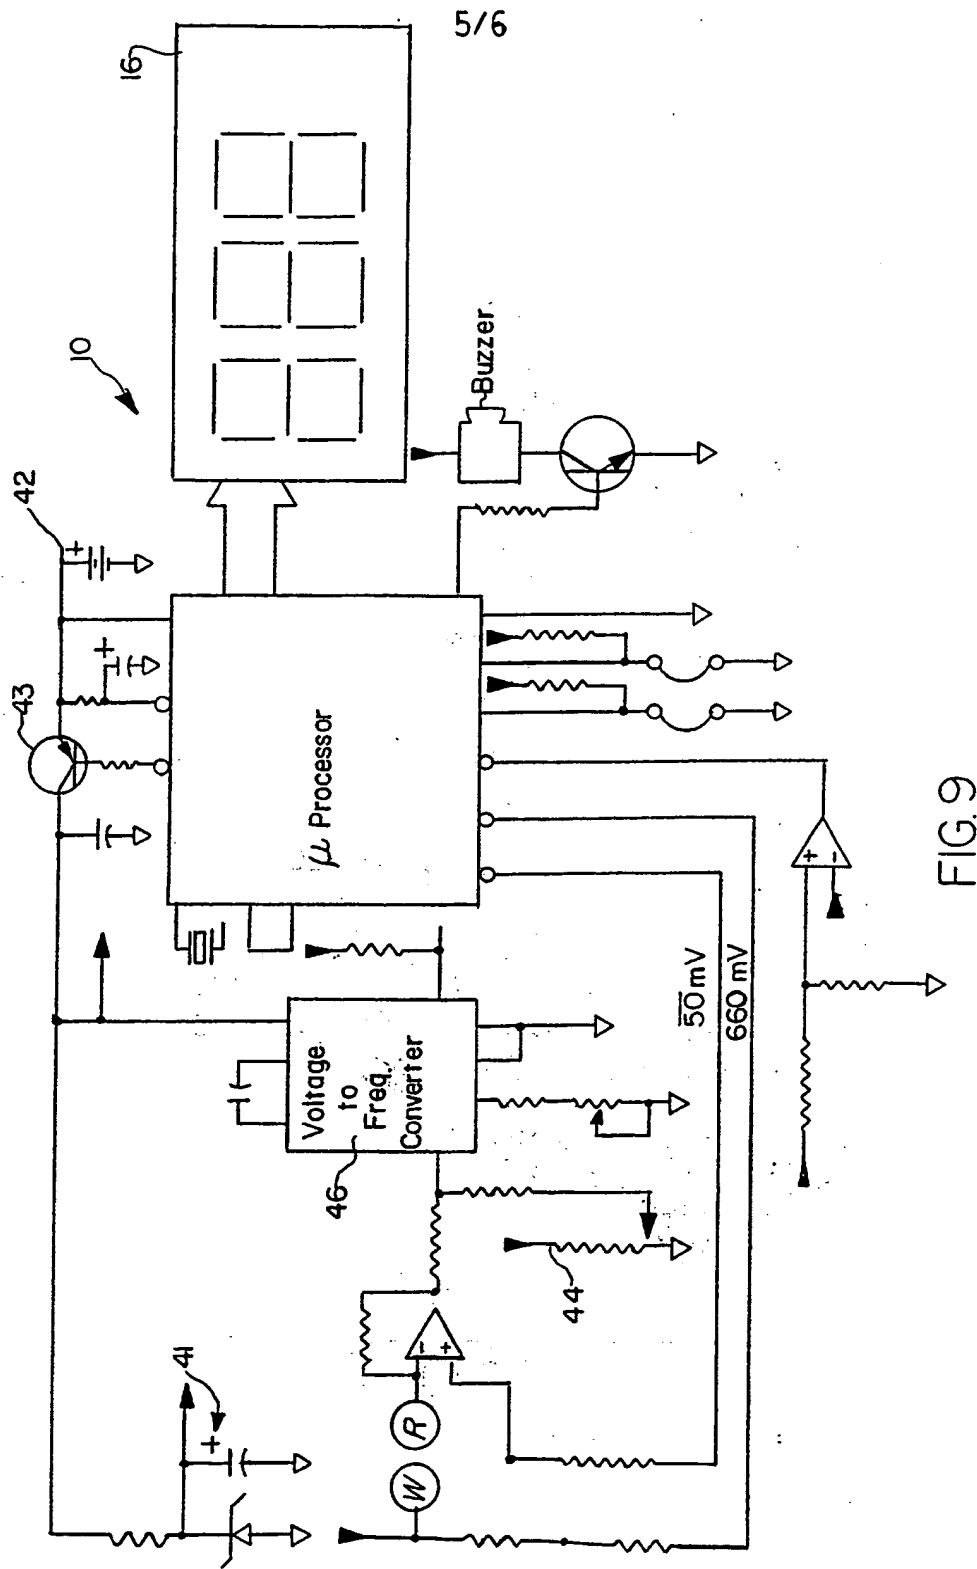 5/6
16
10
42
43
Buzzer
+
+
μ Processor
Voltage
to
Freq.
Converter
46
50mV
660 mV
+
−
44
41
+
−
+
R
W
FIG. 9